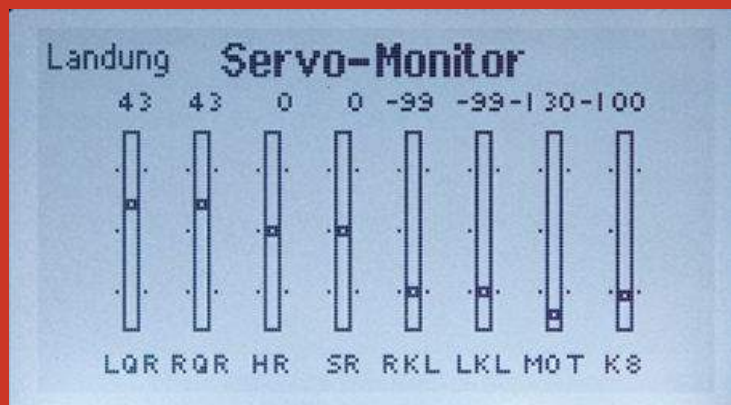 Landung Servo-Monitor
43 43 0 0 -99 -99 -130 -100
LQR RQR HR SR RKL LKL MOT K8